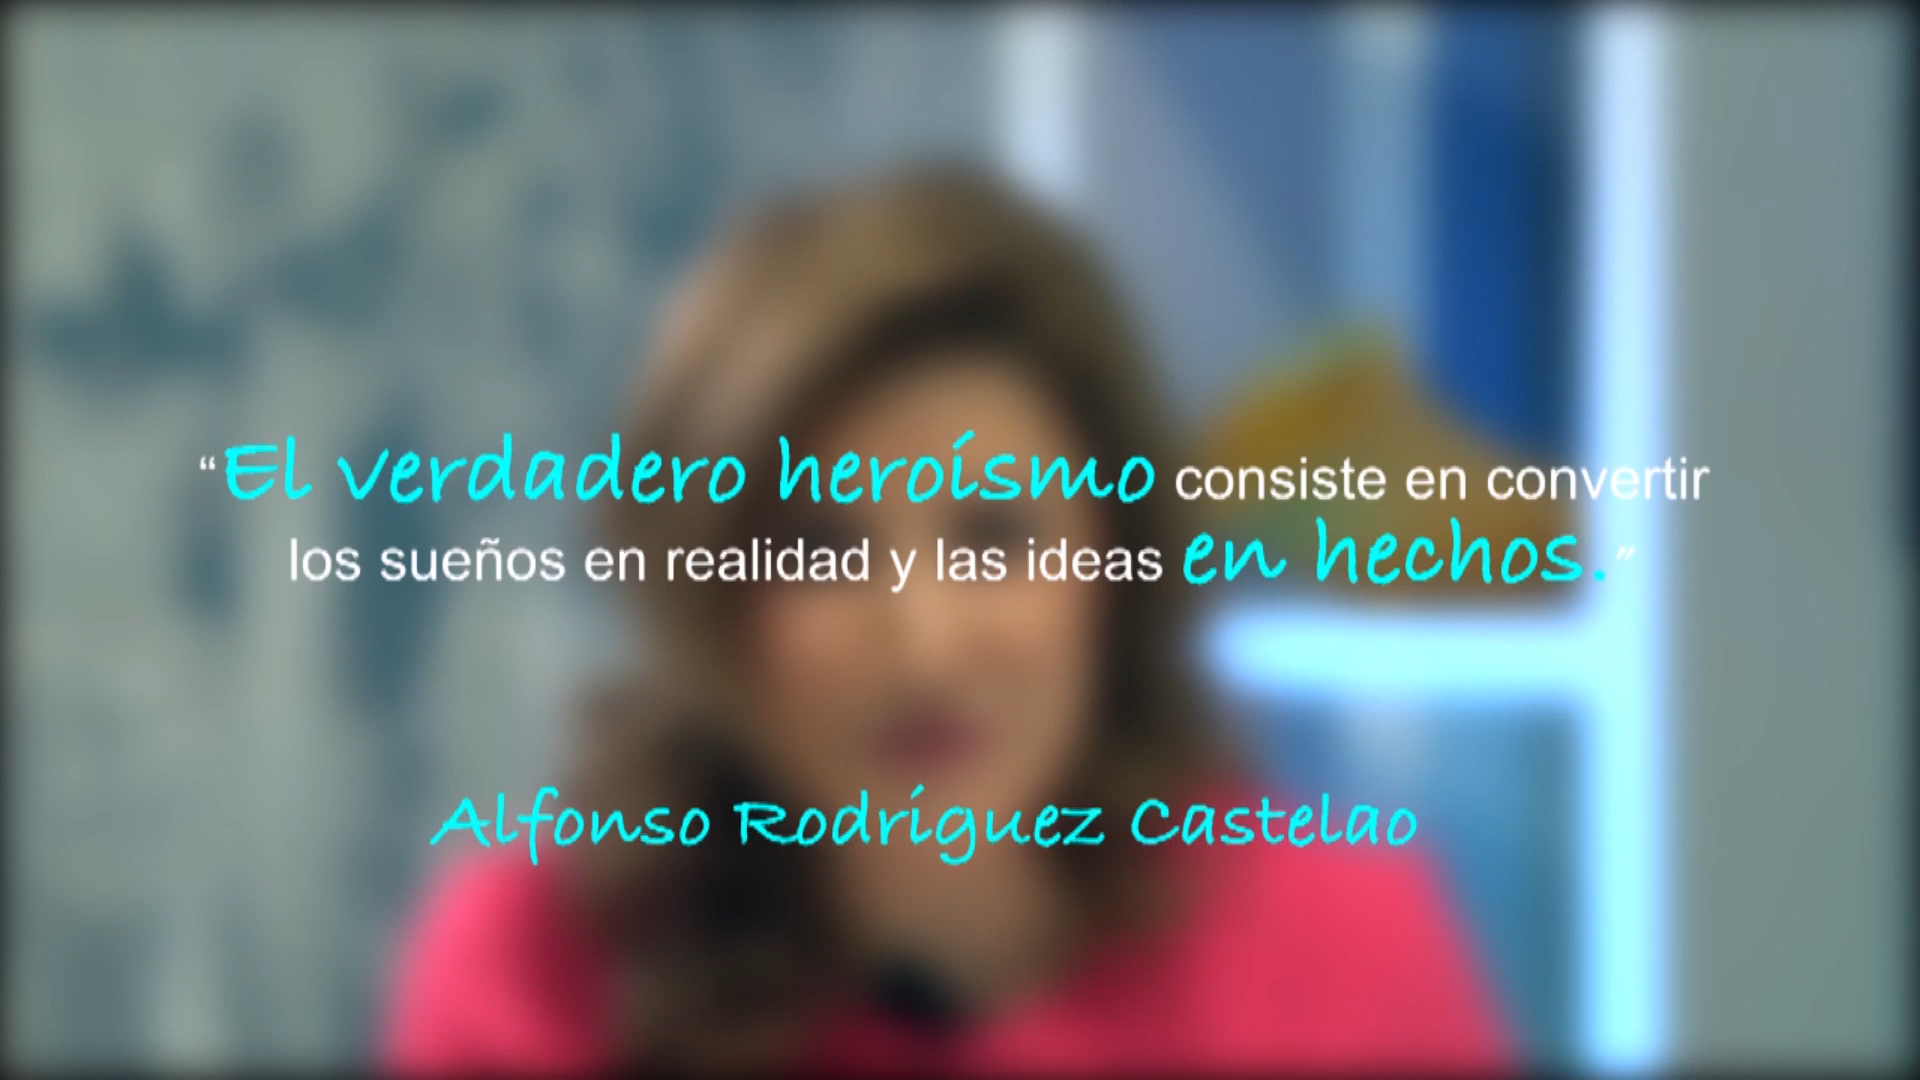 “El verdadero heroísmo consiste en convertir
los sueños en realidad y las ideas en hechos.”
Alfonso Rodríguez Castelao